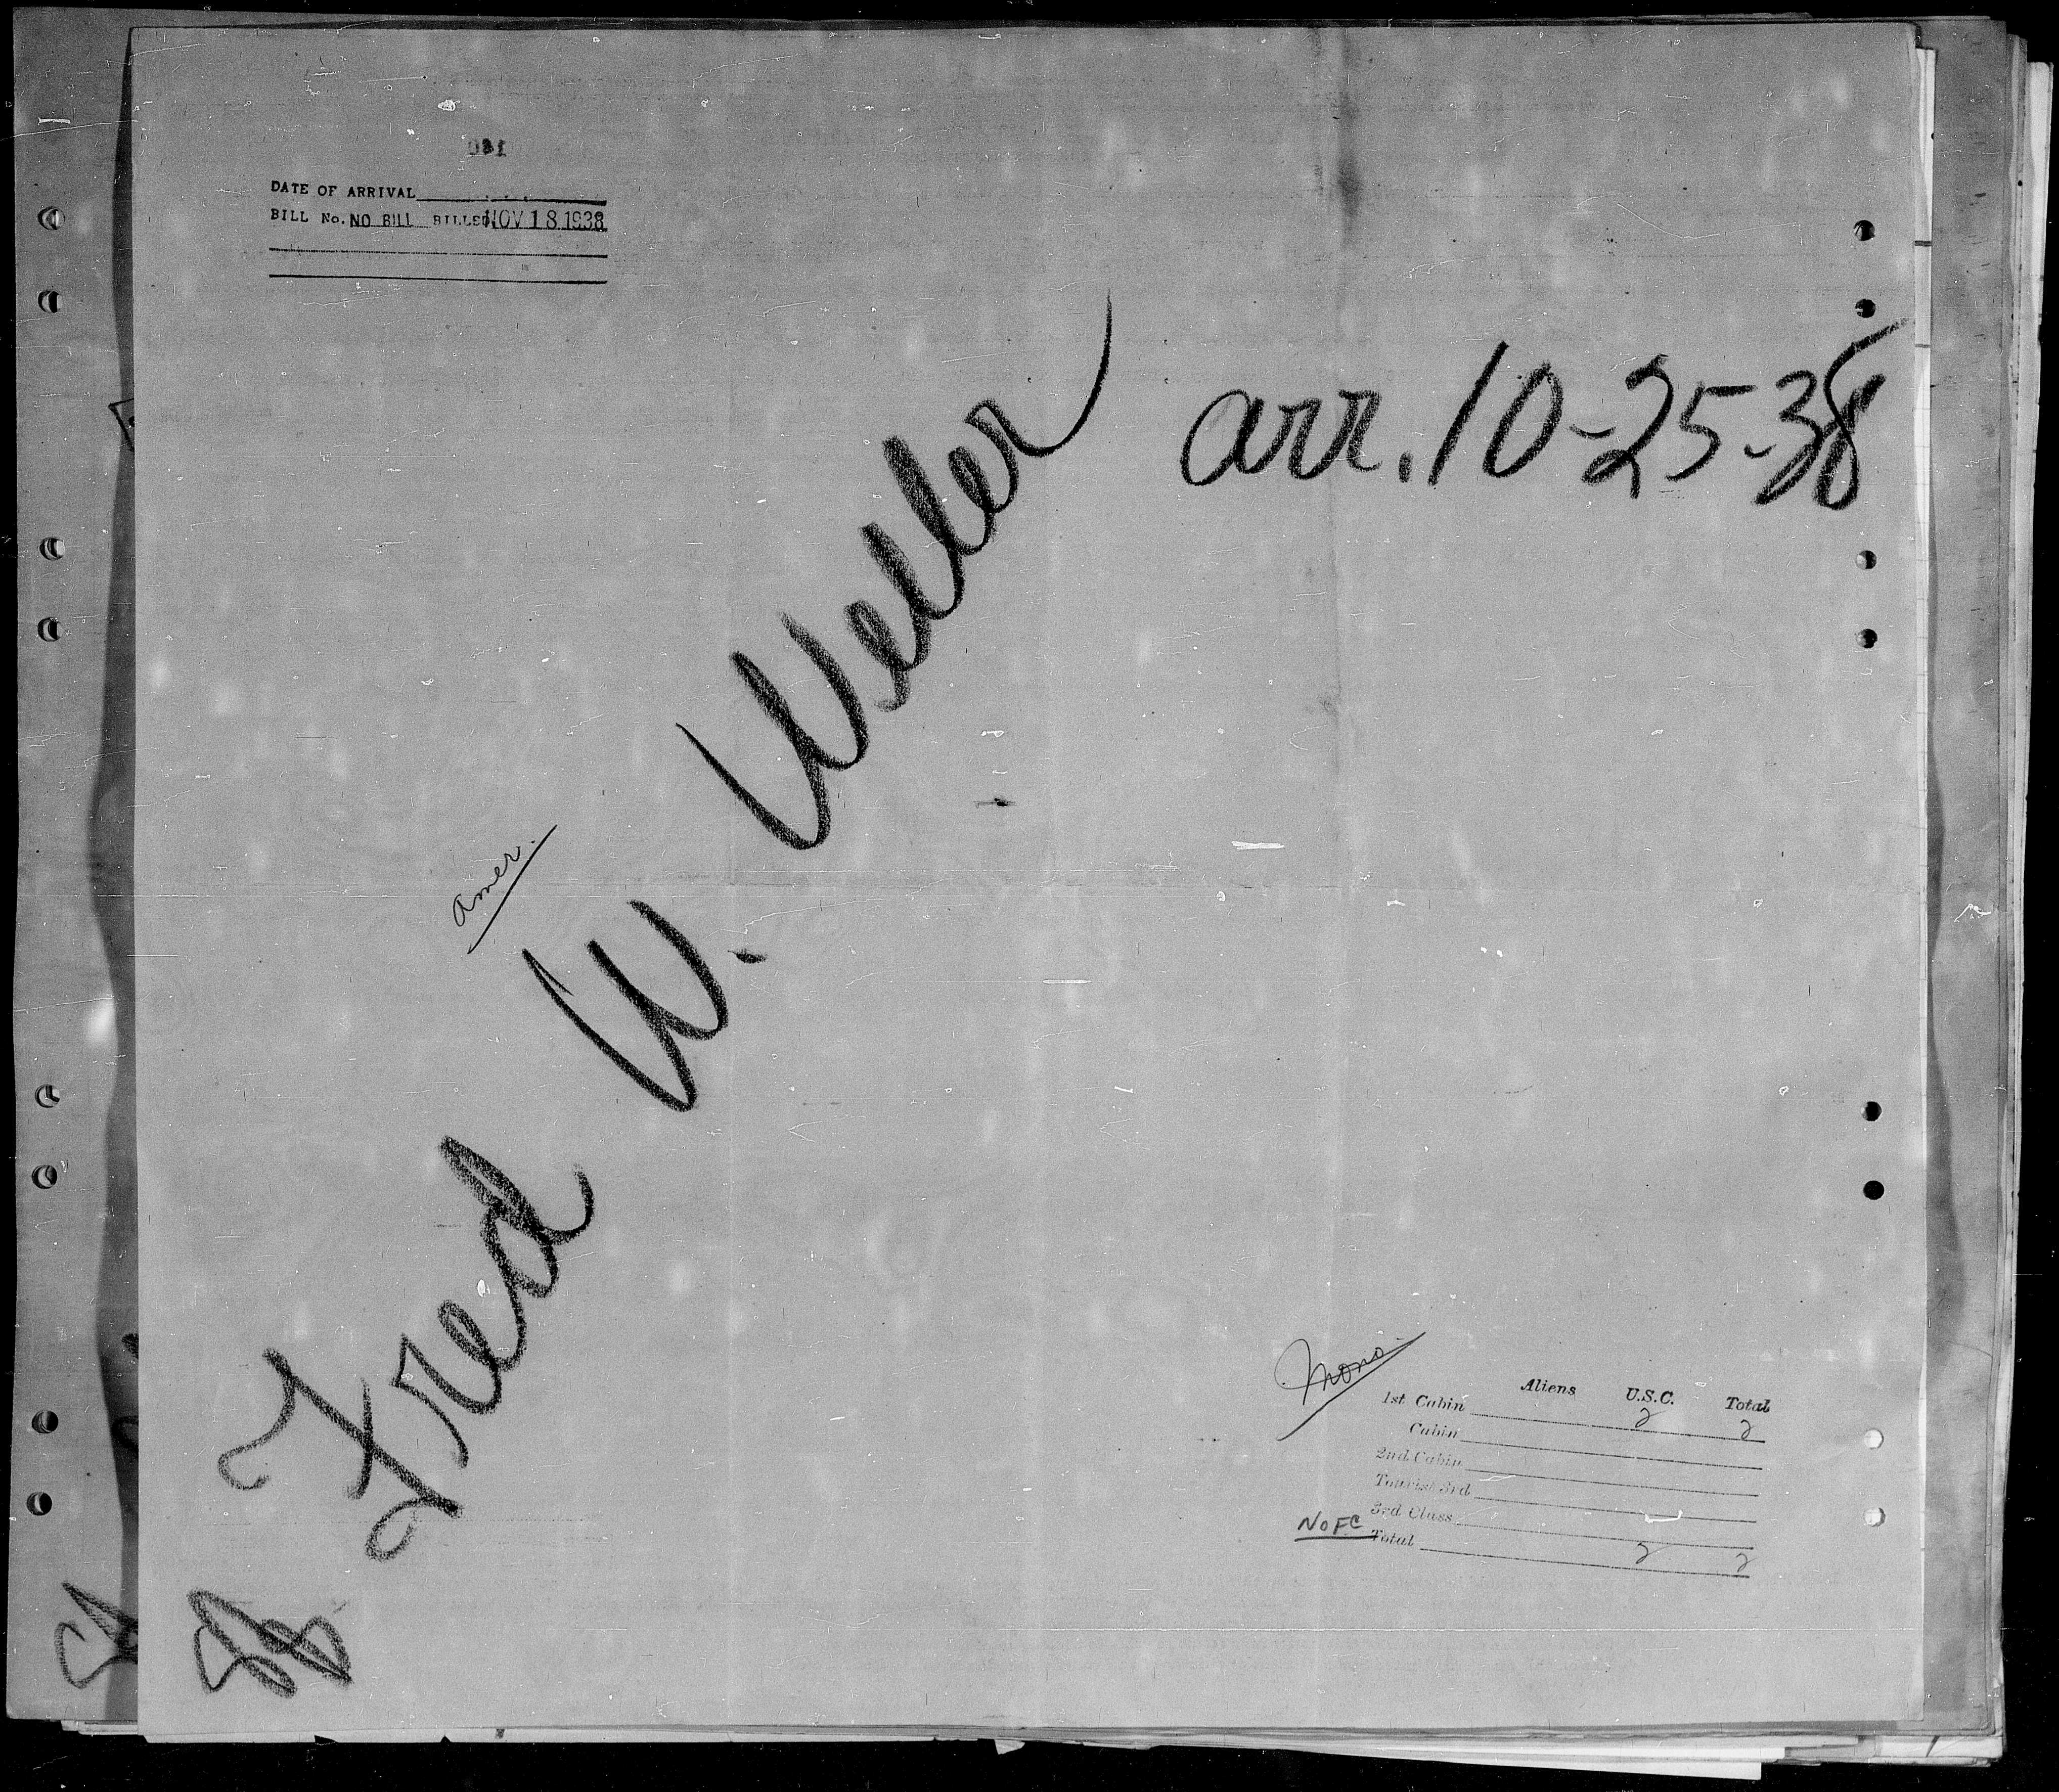 DATE OF ARRIVAL
BILL No. NO BILL BILLED NOV 18 1938
arr. 10-25-38
SS Fred W. Weller
Amer.
Aliens U.S.C. Total
1st Cabin 2 2
Cabin
2nd Cabin
Tourist 3rd
3rd Class
No FC
Total 2 2